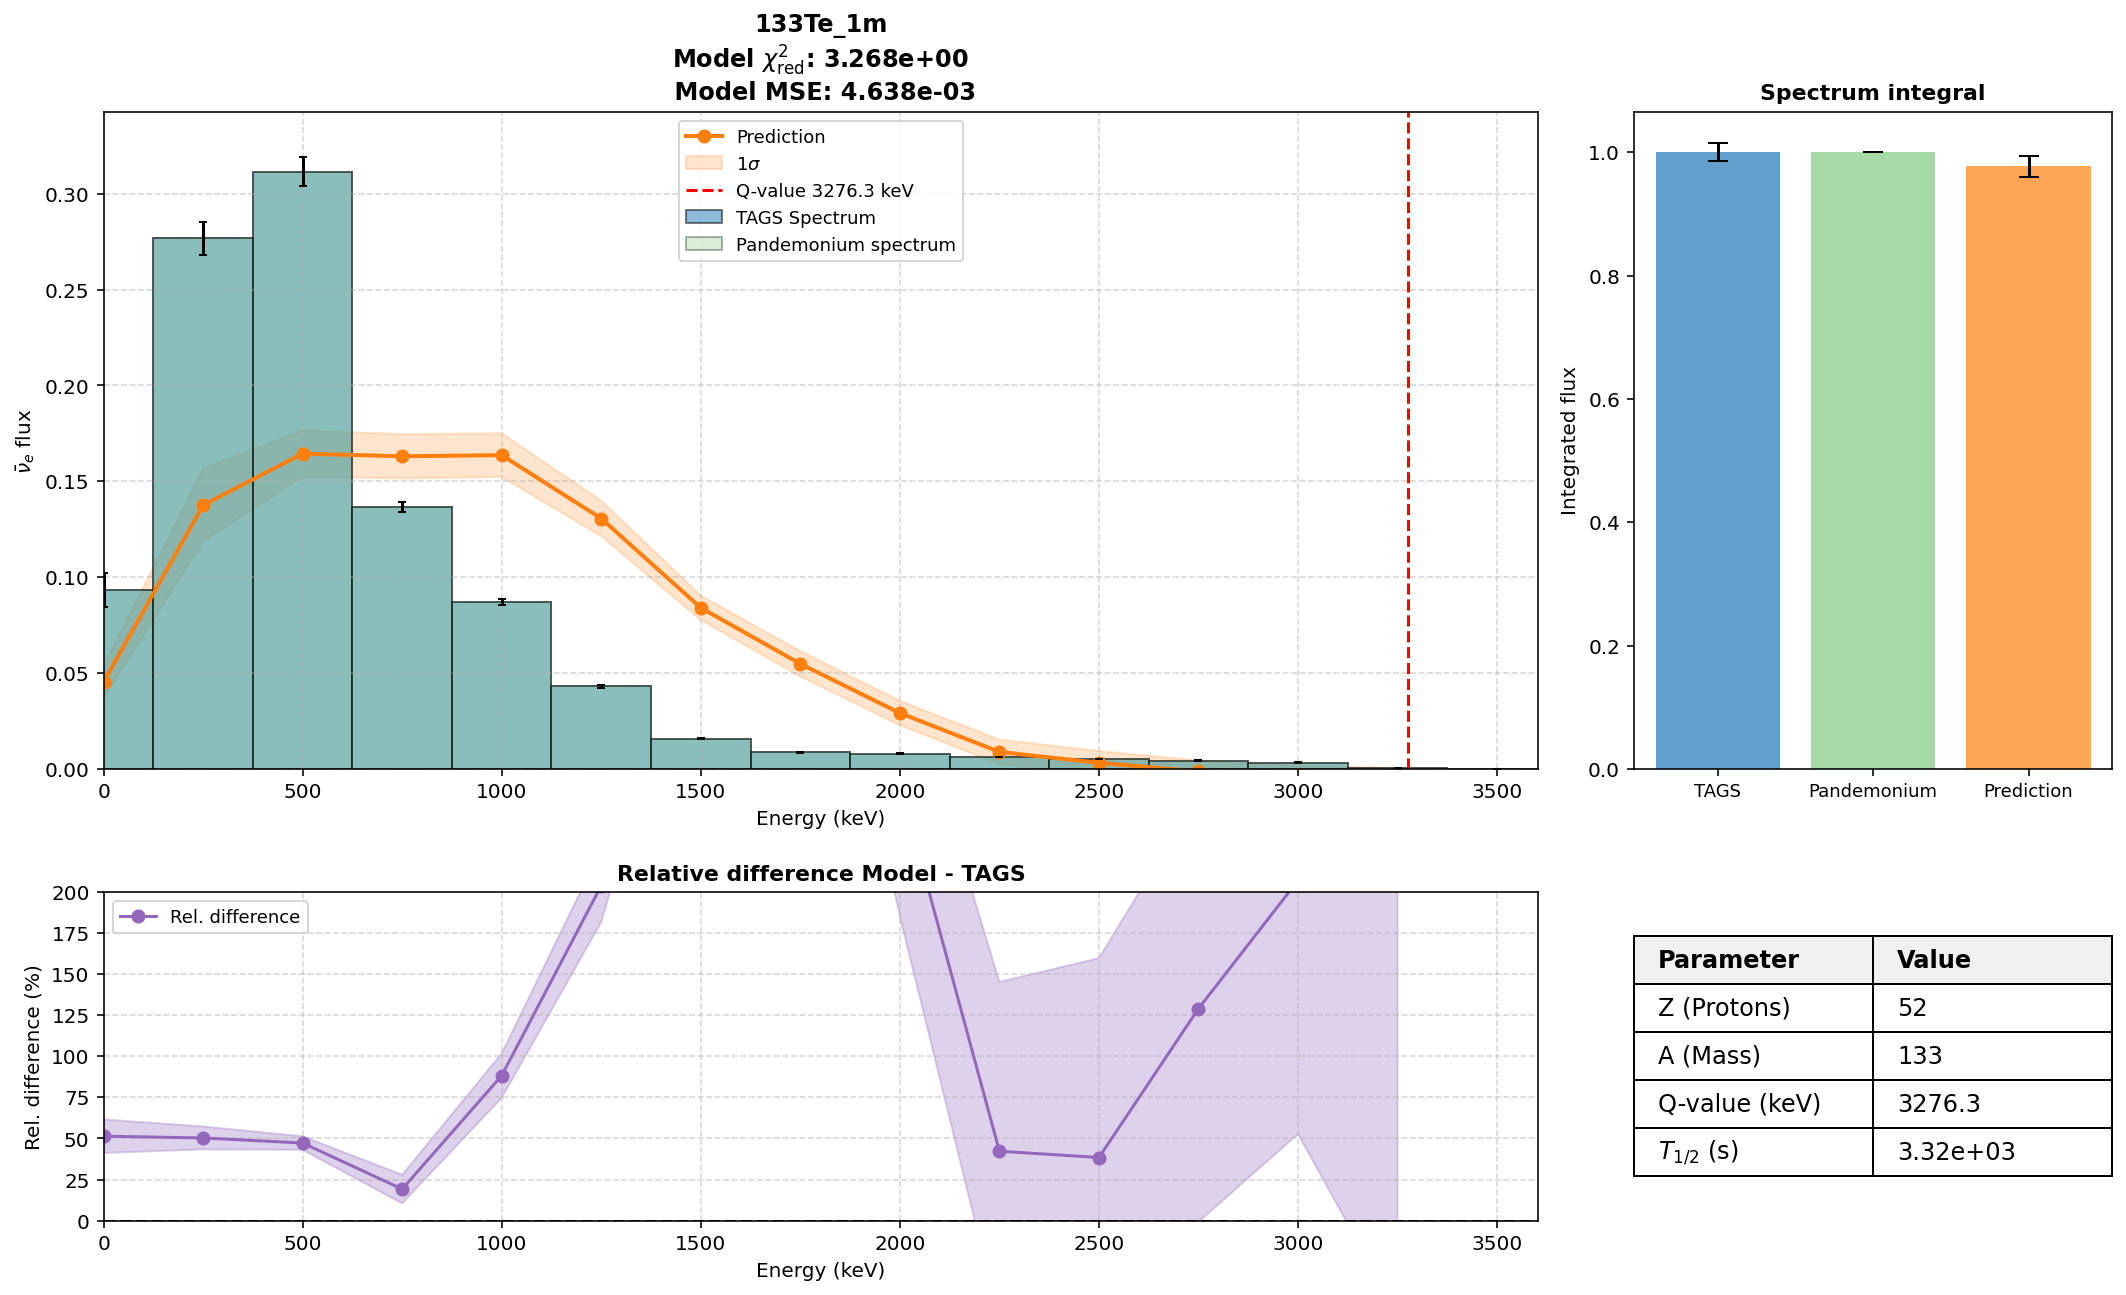 133Te_1m
Model χ²red: 3.268e+00
Model MSE: 4.638e-03
Prediction
1σ
Q-value 3276.3 keV
TAGS Spectrum
Pandemonium spectrum
0.30
0.25
0.20
0.15
0.10
0.05
0.00
ν̄e flux
0 500 1000 1500 2000 2500 3000 3500
Energy (keV)
Spectrum integral
1.0
0.8
0.6
0.4
0.2
0.0
Integrated flux
TAGS Pandemonium Prediction
Relative difference Model - TAGS
Rel. difference
200
175
150
125
100
75
50
25
0
Rel. difference (%)
0 500 1000 1500 2000 2500 3000 3500
Energy (keV)
Parameter Value
Z (Protons) 52
A (Mass) 133
Q-value (keV) 3276.3
T1/2 (s) 3.32e+03